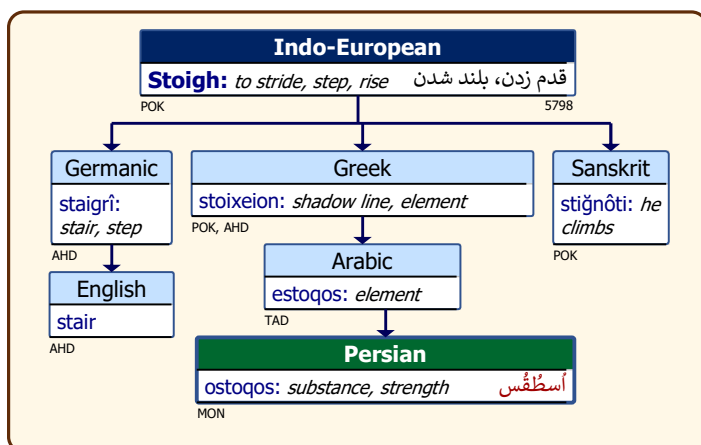 Indo-European
Stoigh: to stride, step, rise قدم زدن، بلند شدن
POK 5798
Germanic
staigrî:
stair, step
AHD
Greek
stoixeion: shadow line, element
POK, AHD
Sanskrit
stiğnôti: he
climbs
POK
English
stair
AHD
Arabic
estoqos: element
TAD
Persian
ostoqos: substance, strength اُسطُقُس
MON